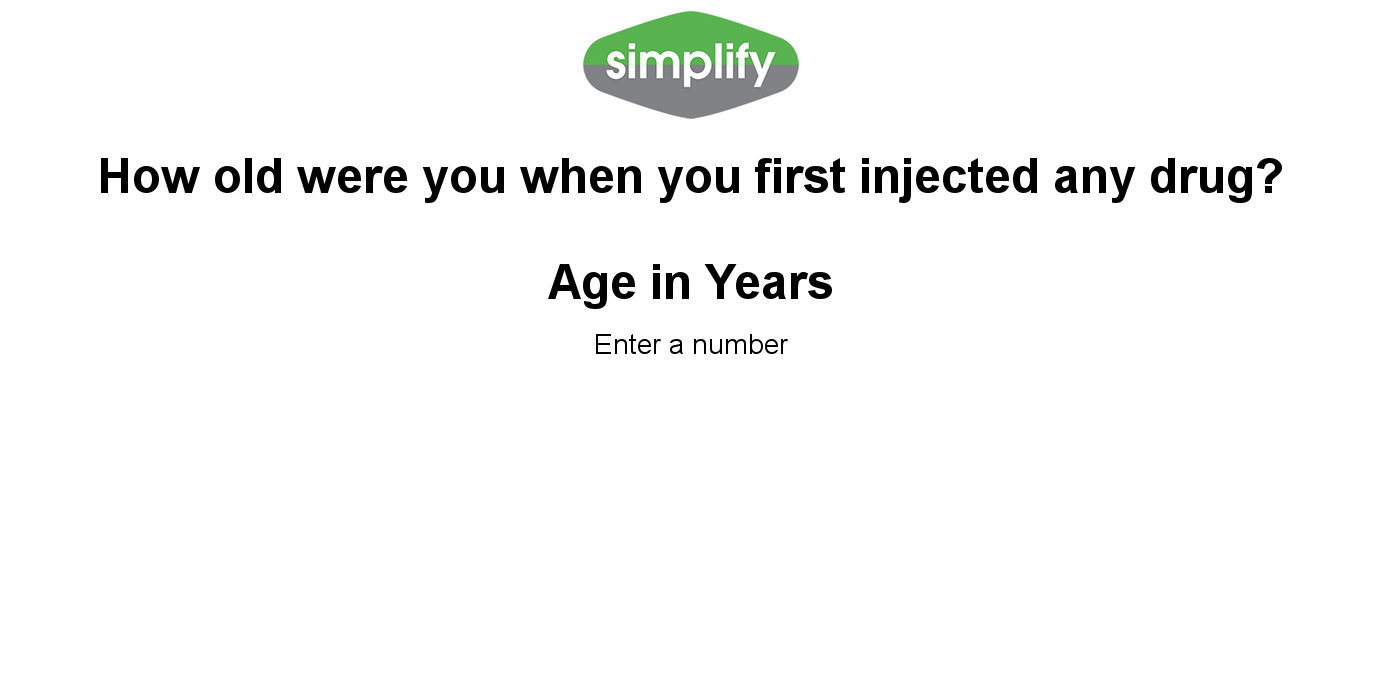 simplify
How old were you when you first injected any drug?
Age in Years
Enter a number